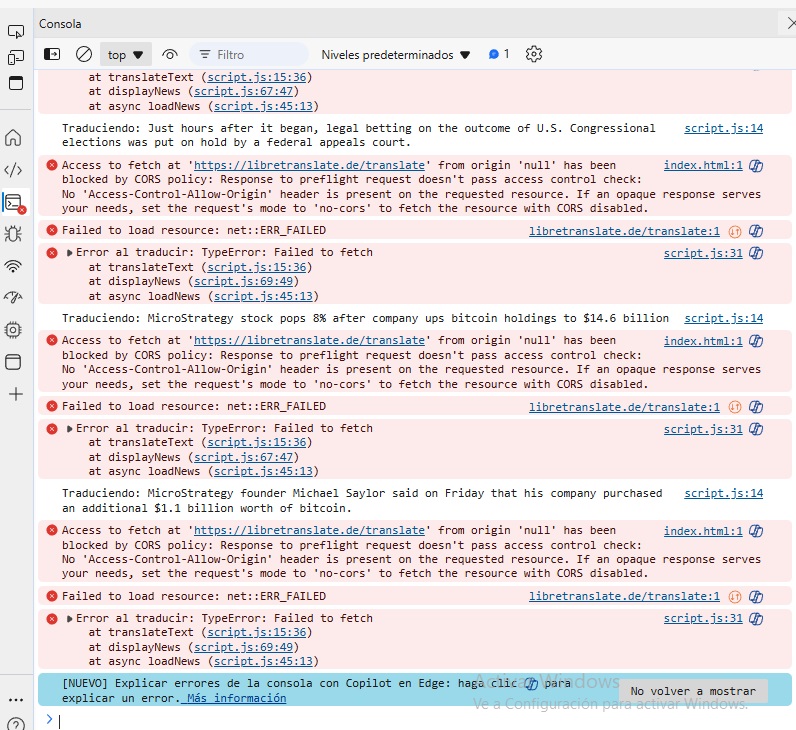 Consola
top
Filtro
Niveles predeterminados
1
at translateText (script.js:15:36)
at displayNews (script.js:67:47)
at async loadNews (script.js:45:13)
Traduciendo: Just hours after it began, legal betting on the outcome of U.S. Congressional script.js:14
elections was put on hold by a federal appeals court.
Access to fetch at 'https://libretranslate.de/translate' from origin 'null' has been index.html:1
blocked by CORS policy: Response to preflight request doesn't pass access control check:
No 'Access-Control-Allow-Origin' header is present on the requested resource. If an opaque response serves
your needs, set the request's mode to 'no-cors' to fetch the resource with CORS disabled.
Failed to load resource: net::ERR_FAILED libretranslate.de/translate:1
Error al traducir: TypeError: Failed to fetch script.js:31
at translateText (script.js:15:36)
at displayNews (script.js:69:49)
at async loadNews (script.js:45:13)
Traduciendo: MicroStrategy stock pops 8% after company ups bitcoin holdings to $14.6 billion script.js:14
Access to fetch at 'https://libretranslate.de/translate' from origin 'null' has been index.html:1
blocked by CORS policy: Response to preflight request doesn't pass access control check:
No 'Access-Control-Allow-Origin' header is present on the requested resource. If an opaque response serves
your needs, set the request's mode to 'no-cors' to fetch the resource with CORS disabled.
Failed to load resource: net::ERR_FAILED libretranslate.de/translate:1
Error al traducir: TypeError: Failed to fetch script.js:31
at translateText (script.js:15:36)
at displayNews (script.js:67:47)
at async loadNews (script.js:45:13)
Traduciendo: MicroStrategy founder Michael Saylor said on Friday that his company purchased script.js:14
an additional $1.1 billion worth of bitcoin.
Access to fetch at 'https://libretranslate.de/translate' from origin 'null' has been index.html:1
blocked by CORS policy: Response to preflight request doesn't pass access control check:
No 'Access-Control-Allow-Origin' header is present on the requested resource. If an opaque response serves
your needs, set the request's mode to 'no-cors' to fetch the resource with CORS disabled.
Failed to load resource: net::ERR_FAILED libretranslate.de/translate:1
Error al traducir: TypeError: Failed to fetch script.js:31
at translateText (script.js:15:36)
at displayNews (script.js:69:49)
at async loadNews (script.js:45:13)
[NUEVO] Explicar errores de la consola con Copilot en Edge: haga clic para
explicar un error. Más información
No volver a mostrar
Activar Windows
Ve a Configuración para activar Windows.